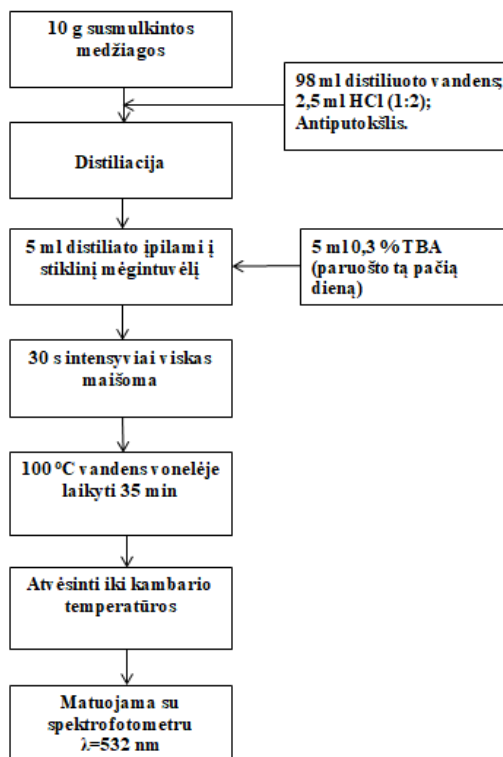 10 g susmulkintos
medžiagos
98 ml distiliuoto vandens;
2,5 ml HCl (1:2);
Antiputokšlis.
Distiliacija
5 ml distiliato įpilami į
stiklinį mėgintuvėlį
5 ml 0,3 % TBA
(paruošto tą pačią
dieną)
30 s intensyviai viskas
maišoma
100 °C vandens vonelėje
laikyti 35 min
Atvėsinti iki kambario
temperatūros
Matuojama su
spektrofotometru
λ=532 nm